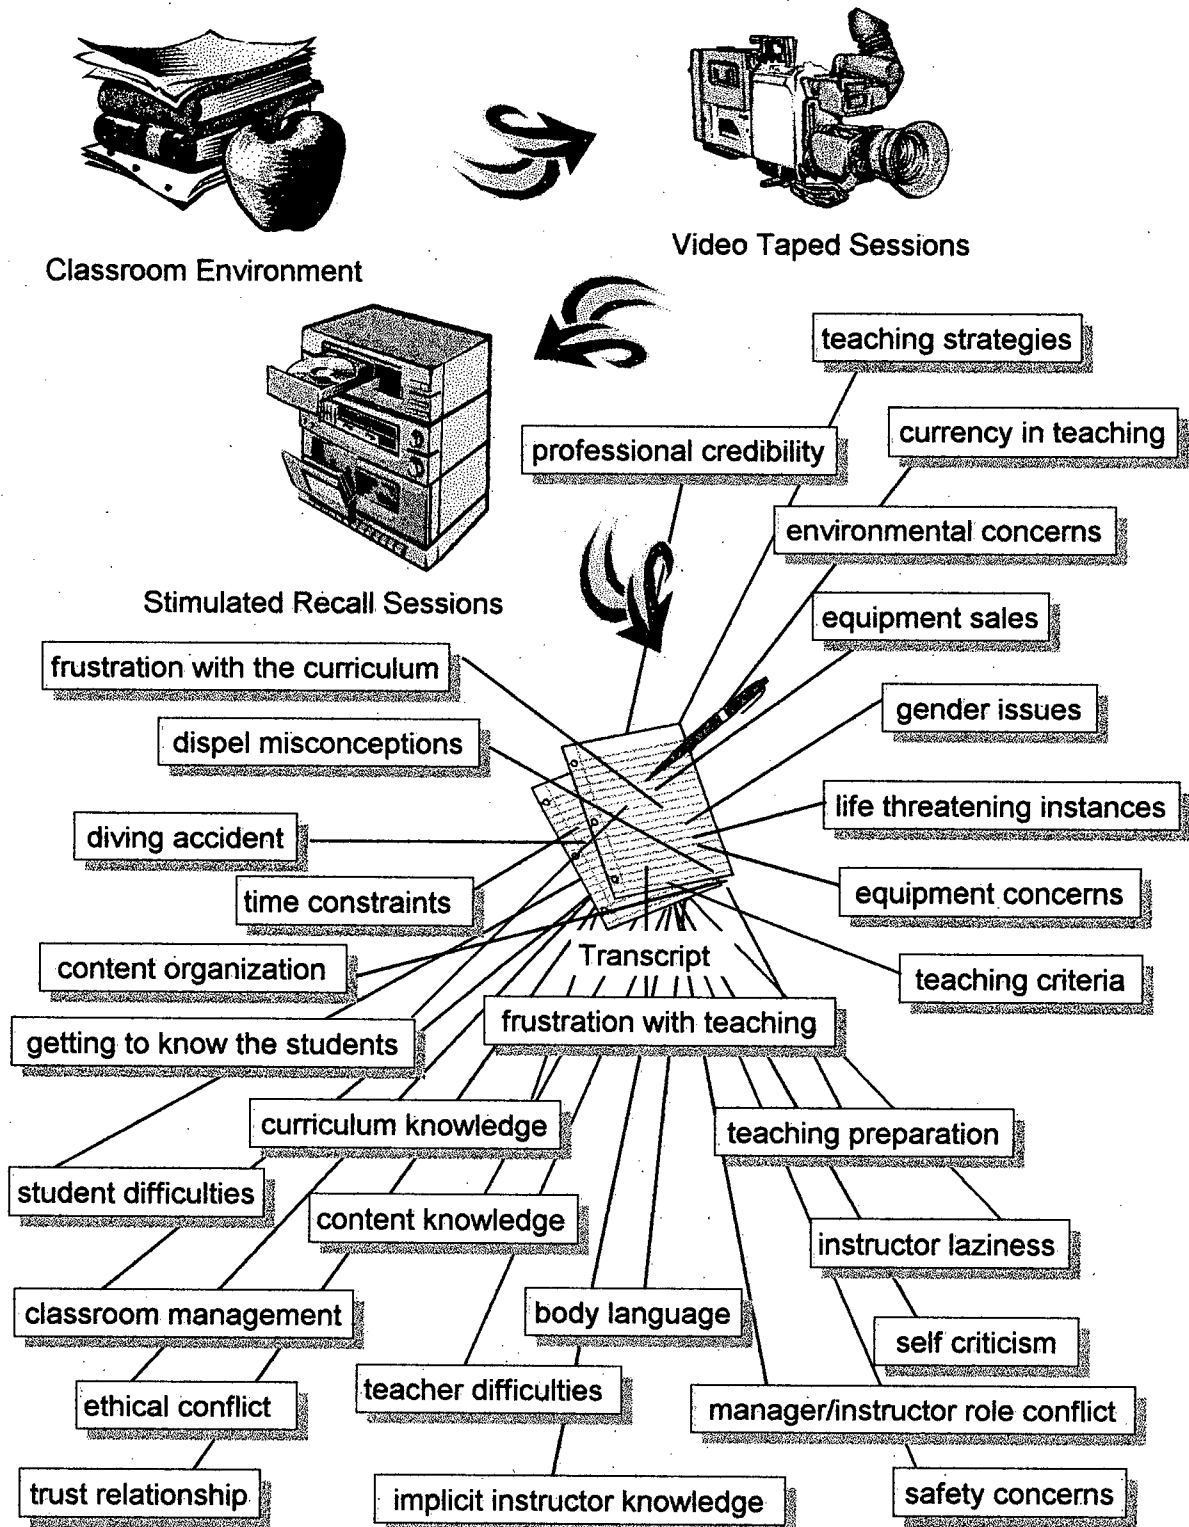 Classroom Environment
Video Taped Sessions
teaching strategies
currency in teaching
professional credibility
environmental concerns
Stimulated Recall Sessions
equipment sales
frustration with the curriculum
gender issues
dispel misconceptions
life threatening instances
diving accident
equipment concerns
time constraints
Transcript
content organization
teaching criteria
frustration with teaching
getting to know the students
curriculum knowledge
teaching preparation
student difficulties
content knowledge
instructor laziness
classroom management
body language
self criticism
teacher difficulties
ethical conflict
manager/instructor role conflict
trust relationship
implicit instructor knowledge
safety concerns